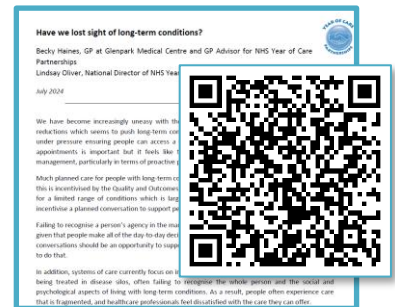 Have we lost sight of long-term conditions?
YEAR OF CARE
PARTNERSHIPS
Becky Haines, GP at Glenpark Medical Centre and GP Advisor for NHS Year of Care
Partnerships
Lindsay Oliver, National Director of NHS Year
July 2024
We have become increasingly uneasy with the
reductions which seems to push long-term con
under pressure ensuring people can access a
appointments is important but it feels like t
management, particularly in terms of proactive p
Much planned care for people with long-term co
this is incentivised by the Quality and Outcomes
for a limited range of conditions which is larg
incentivise a planned conversation to support pe
Failing to recognise a person's agency in the ma
given that people make all of the day-to-day deci
conversations should be an opportunity to supp
to do that.
In addition, systems of care currently focus on in
being treated in disease silos, often failing to recognise the whole person and the social and
psychological aspects of living with long-term conditions. As a result, people often experience care
that is fragmented, and healthcare professionals feel dissatisfied with the care they can offer.